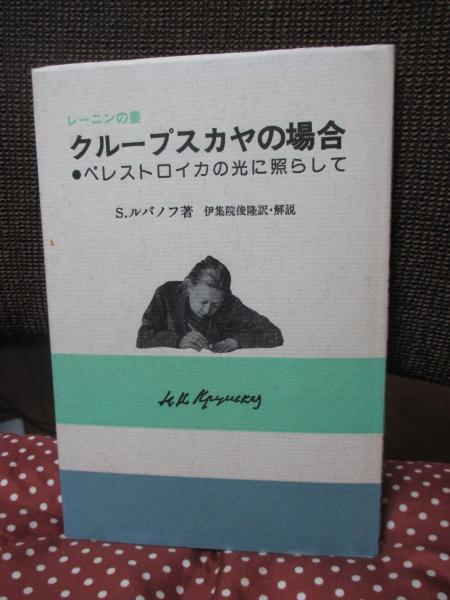 レーニンの妻
クループスカヤの場合
●ペレストロイカの光に照らして
S.ルバノフ著 伊集院俊隆訳・解説